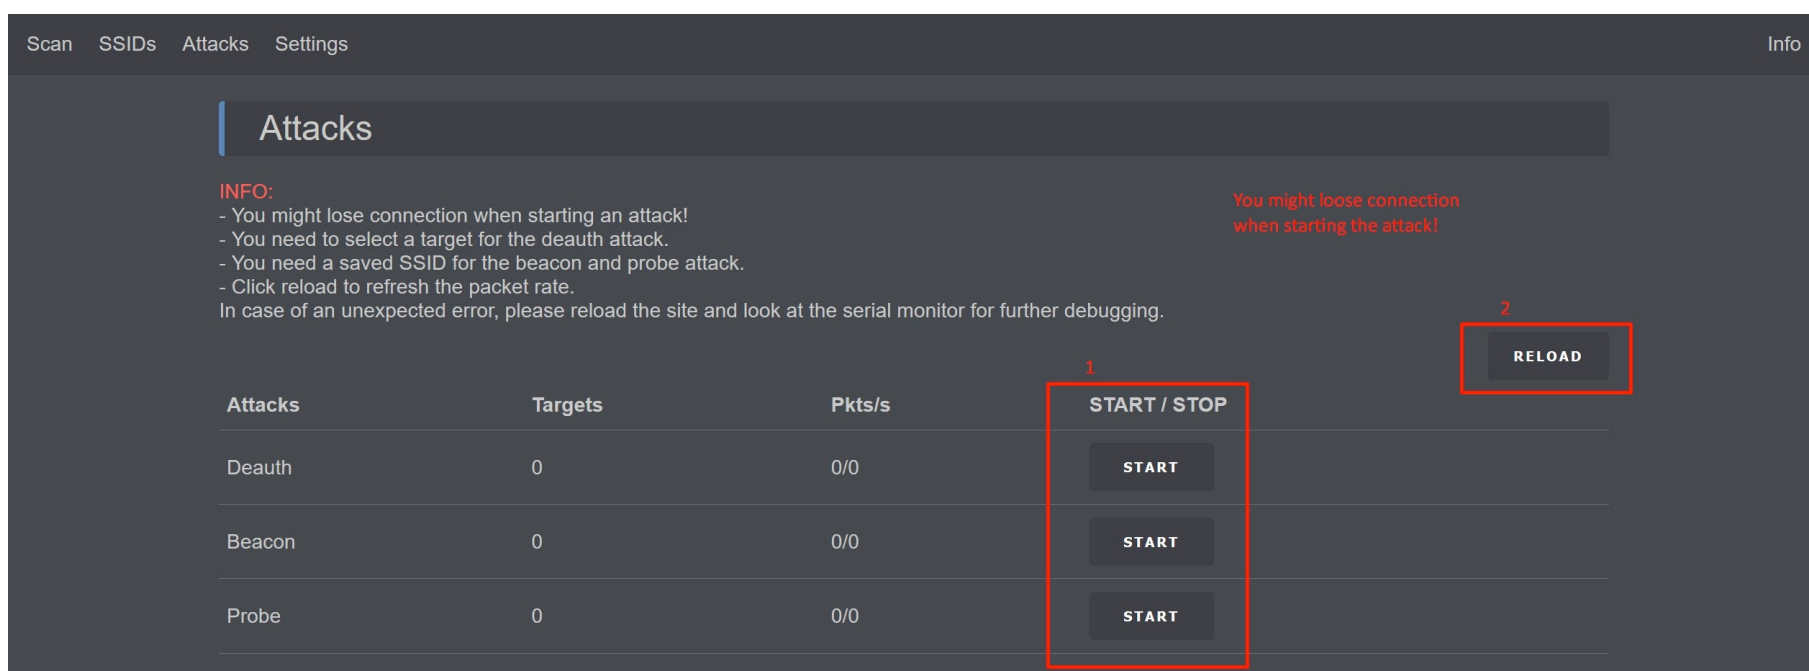 Scan SSIDs Attacks Settings Info
Attacks
INFO:
- You might lose connection when starting an attack!
- You need to select a target for the deauth attack.
- You need a saved SSID for the beacon and probe attack.
- Click reload to refresh the packet rate.
In case of an unexpected error, please reload the site and look at the serial monitor for further debugging.
You might loose connection
when starting the attack!
2
RELOAD
1
Attacks Targets Pkts/s START / STOP
Deauth 0 0/0 START
Beacon 0 0/0 START
Probe 0 0/0 START